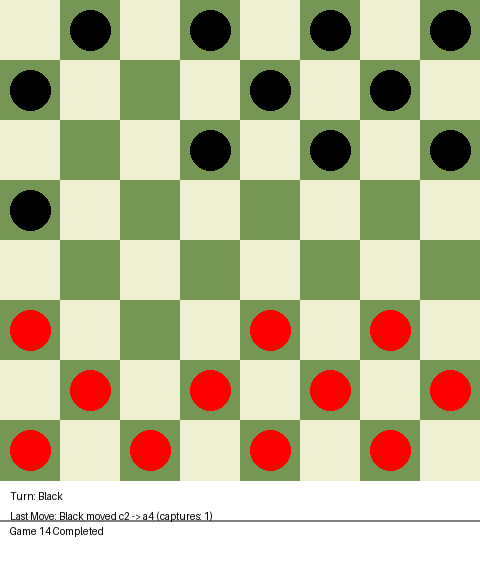 Turn: Black
Last Move: Black moved c2 -> a4 (captures: 1)
Game 14 Completed